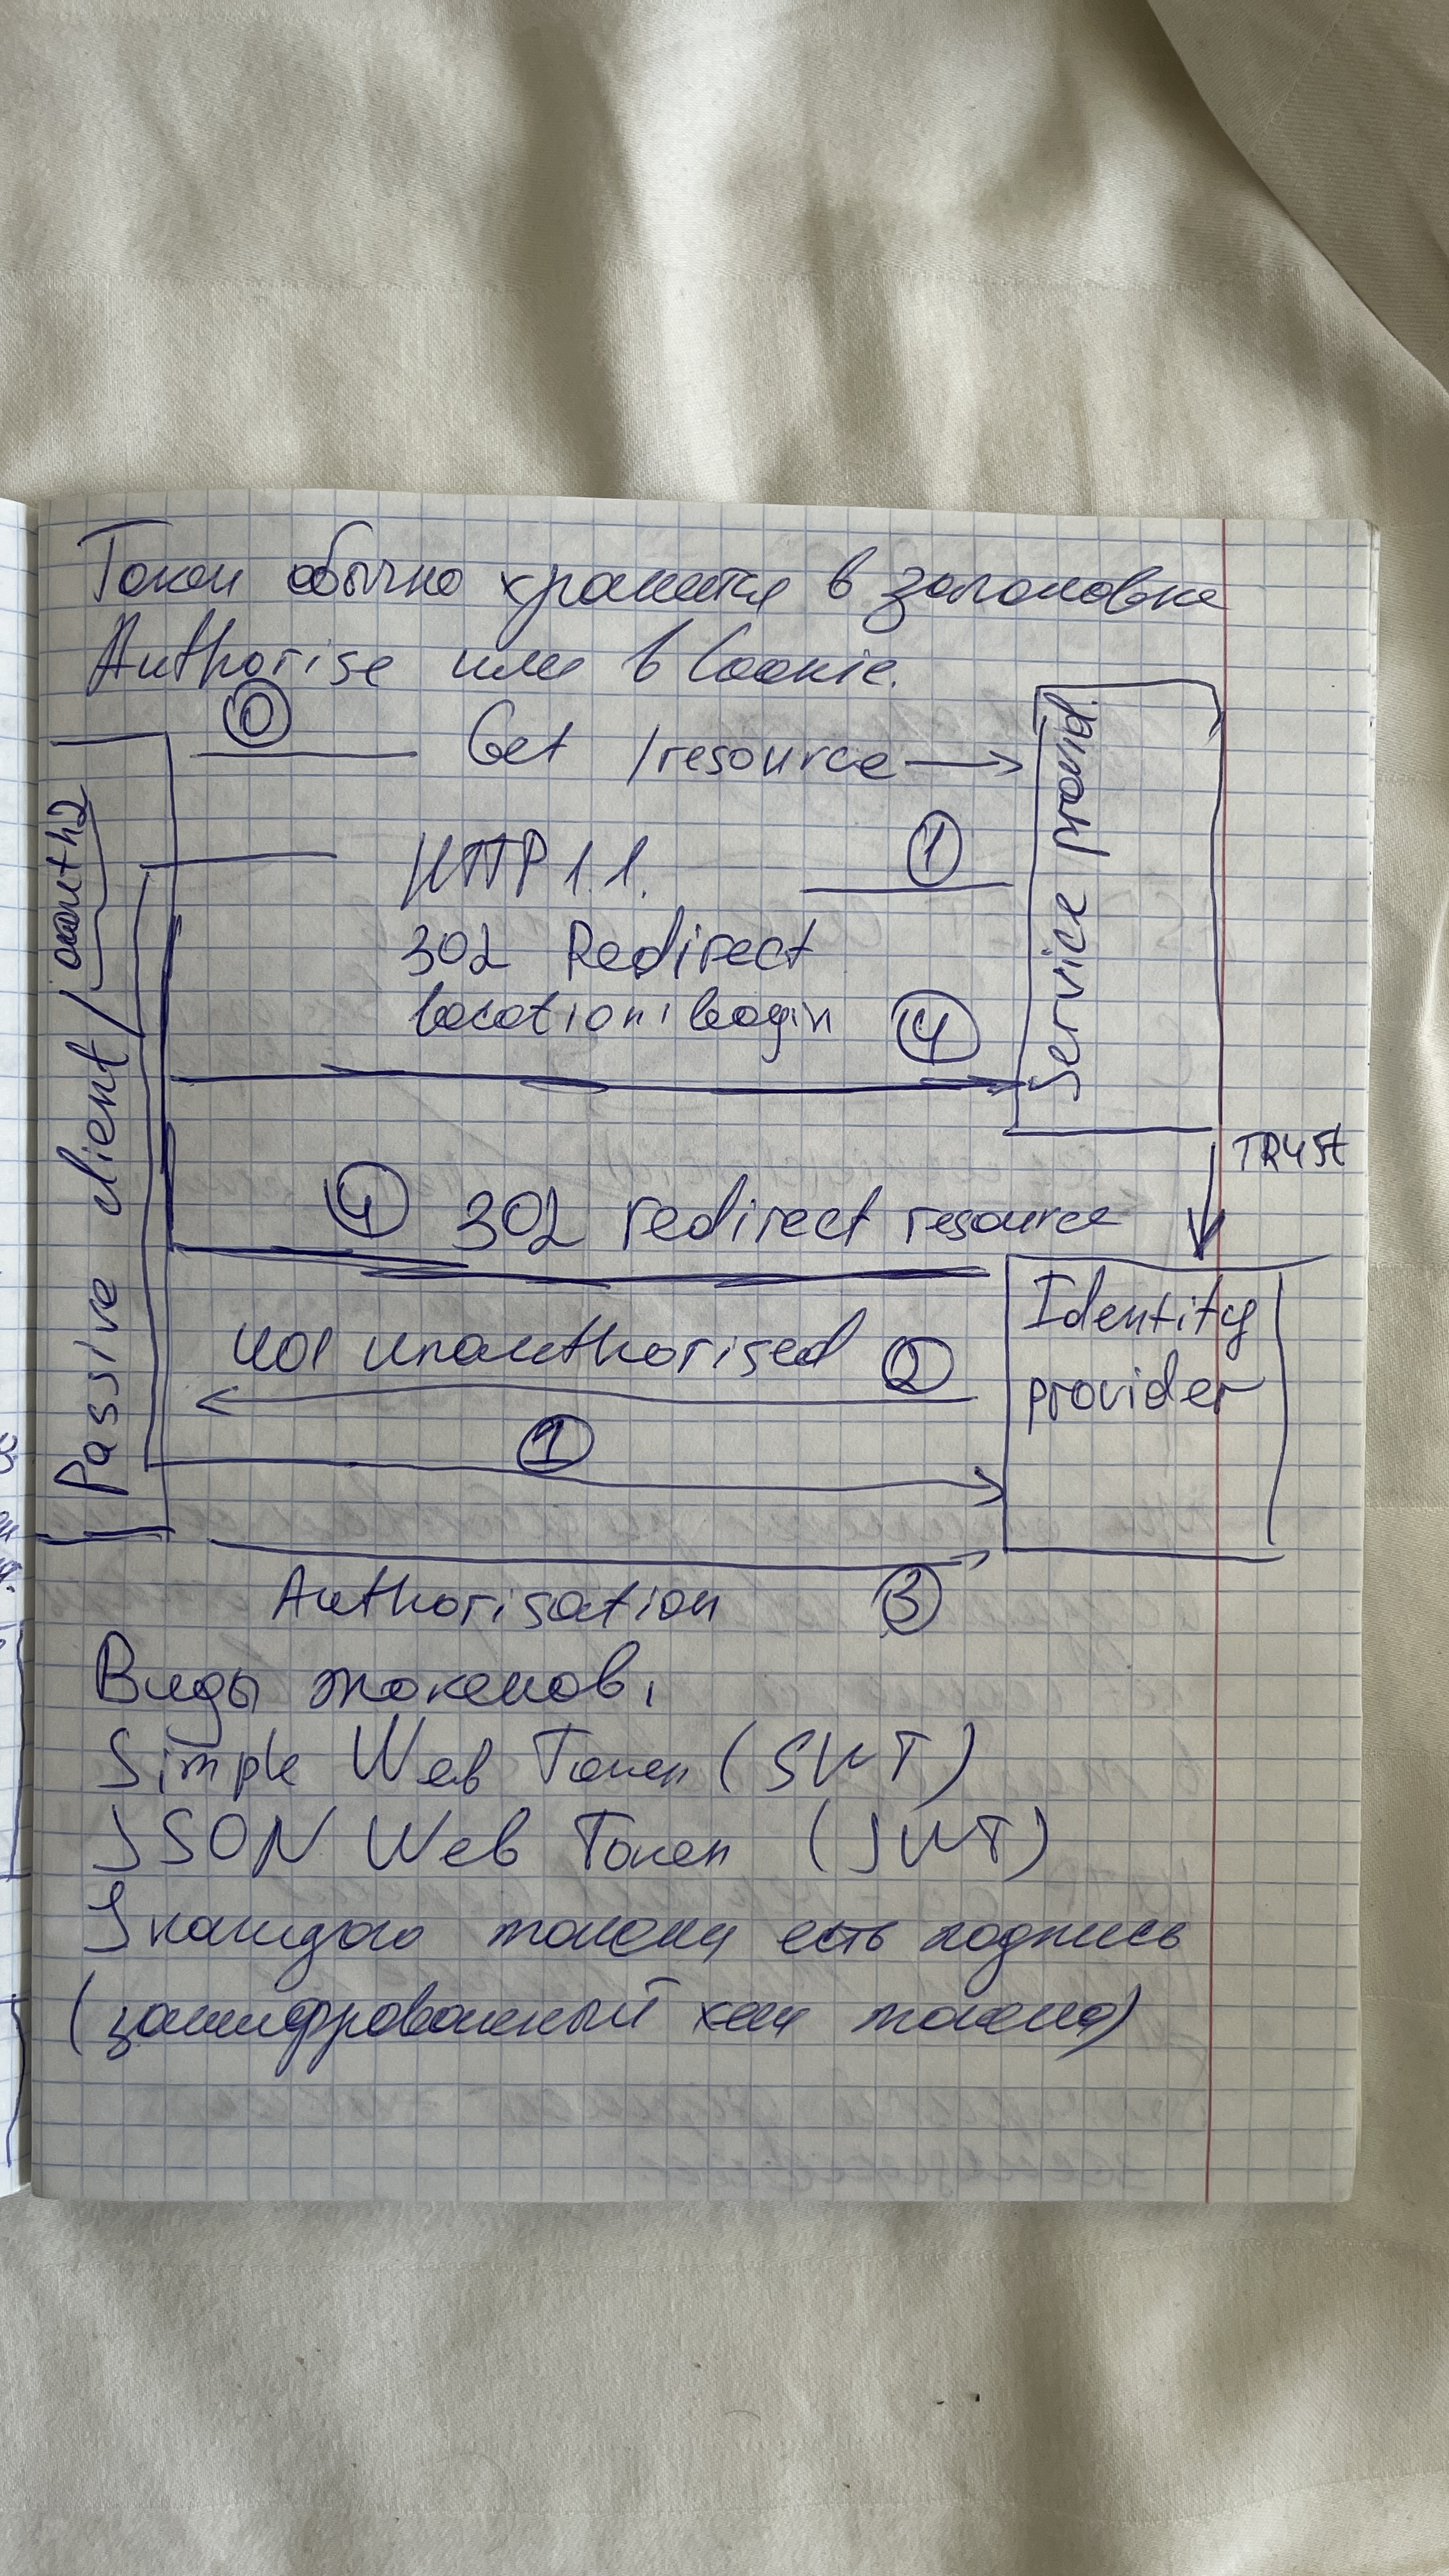 Токен обычно хранится в заголовке
Authorise или в Cookie.
0
Get /resource
Service provid.
HTTP 1.1.
1
302 Redirect
location: login
4
Passive client / oauth2
TRUST
4 302 redirect resource
Identity
provider
401 unauthorised 2
1
Authorisation 3
Виды токенов:
Simple Web Token (SWT)
JSON Web Token (JWT)
У каждого токена есть подпись
(зашифрованный хеш токена)